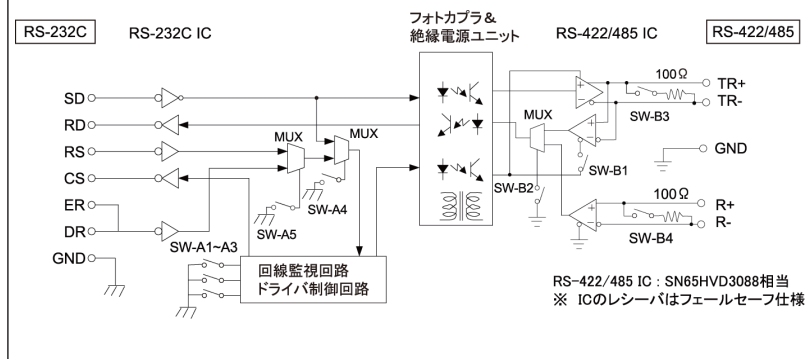 RS-232C
RS-232C IC
フォトカプラ&
絶縁電源ユニット
RS-422/485 IC
RS-422/485
SD
RD
RS
CS
ER
DR
GND
MUX
MUX
SW-A4
SW-A5
SW-A1~A3
回線監視回路
ドライバ制御回路
MUX
SW-B2
SW-B1
100Ω
SW-B3
TR+
TR-
GND
100Ω
SW-B4
R+
R-
RS-422/485 IC : SN65HVD3088相当
※ ICのレシーバはフェールセーフ仕様